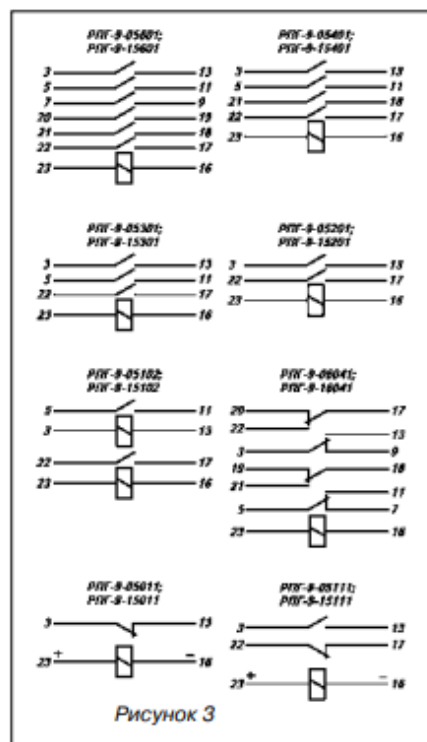 РПГ-9-05601;
РПГ-9-15601
3 13
5 11
7 9
20 19
21 18
22 17
23 16
РПГ-9-05401;
РПГ-9-15401
3 13
5 11
21 18
22 17
23 16
РПГ-9-05301;
РПГ-9-15301
3 13
5 11
22 17
23 16
РПГ-9-05201;
РПГ-9-15201
3 13
22 17
23 16
РПГ-9-05102;
РПГ-9-15102
5 11
3 13
22 17
23 16
РПГ-9-06041;
РПГ-9-16041
20 17
22
13
3 9
19 18
21
11
5 7
23 16
РПГ-9-05011;
РПГ-9-15011
3 13
23 + – 16
РПГ-9-05111;
РПГ-9-15111
3 13
22 17
23 + – 16
Рисунок 3